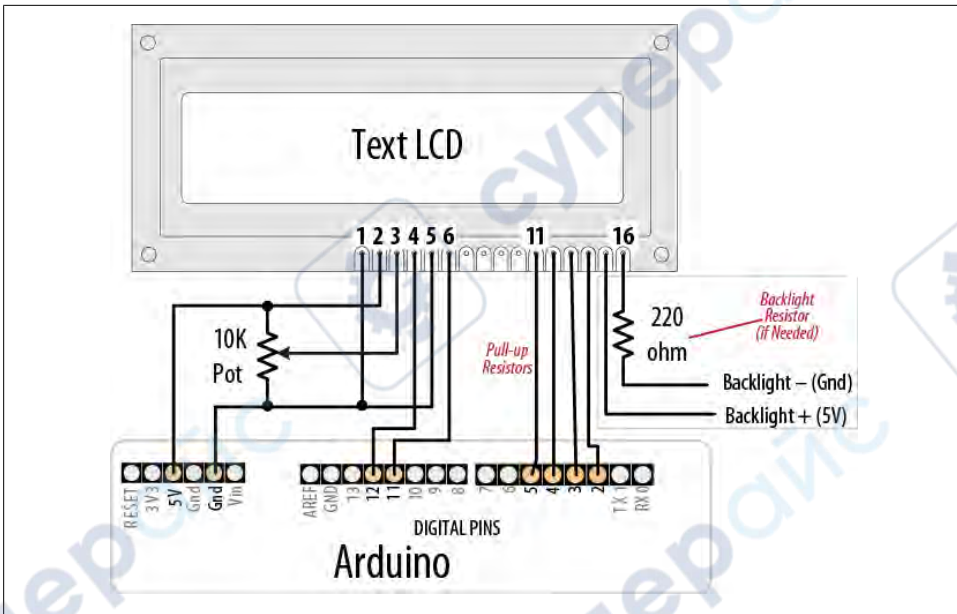 Text LCD
1 2 3 4 5 6 11 16
10K
Pot
Pull-up
Resistors
220
ohm
Backlight
Resistor
(if Needed)
Backlight – (Gnd)
Backlight + (5V)
RESET
3V3
5V
Gnd
Gnd
Vin
AREF
GND
13
12
11
10
9
8
7
6
5
4
3
2
TX 1
RX 0
DIGITAL PINS
Arduino
суперайс